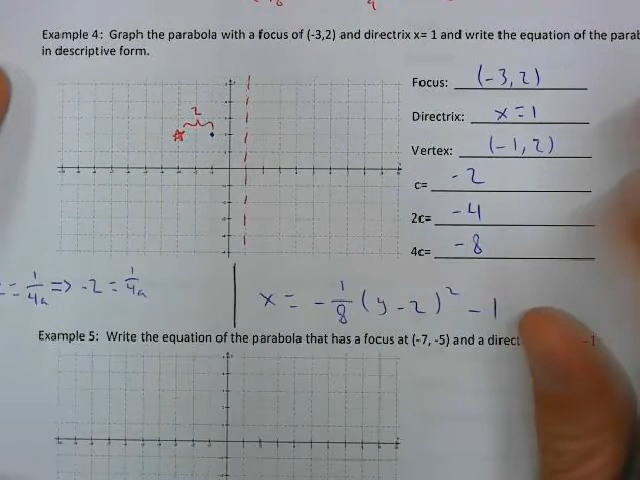 Example 4: Graph the parabola with a focus of (-3,2) and directrix x= 1 and write the equation of the parab
in descriptive form.
Focus: (-3, 2)
Directrix: x = 1
Vertex: (-1, 2)
c= -2
2c= -4
4c= -8
2
= 1/4a => -2 = 1/4a
x = - 1/8 (y - 2)² - 1
Example 5: Write the equation of the parabola that has a focus at (-7, -5) and a direct -1